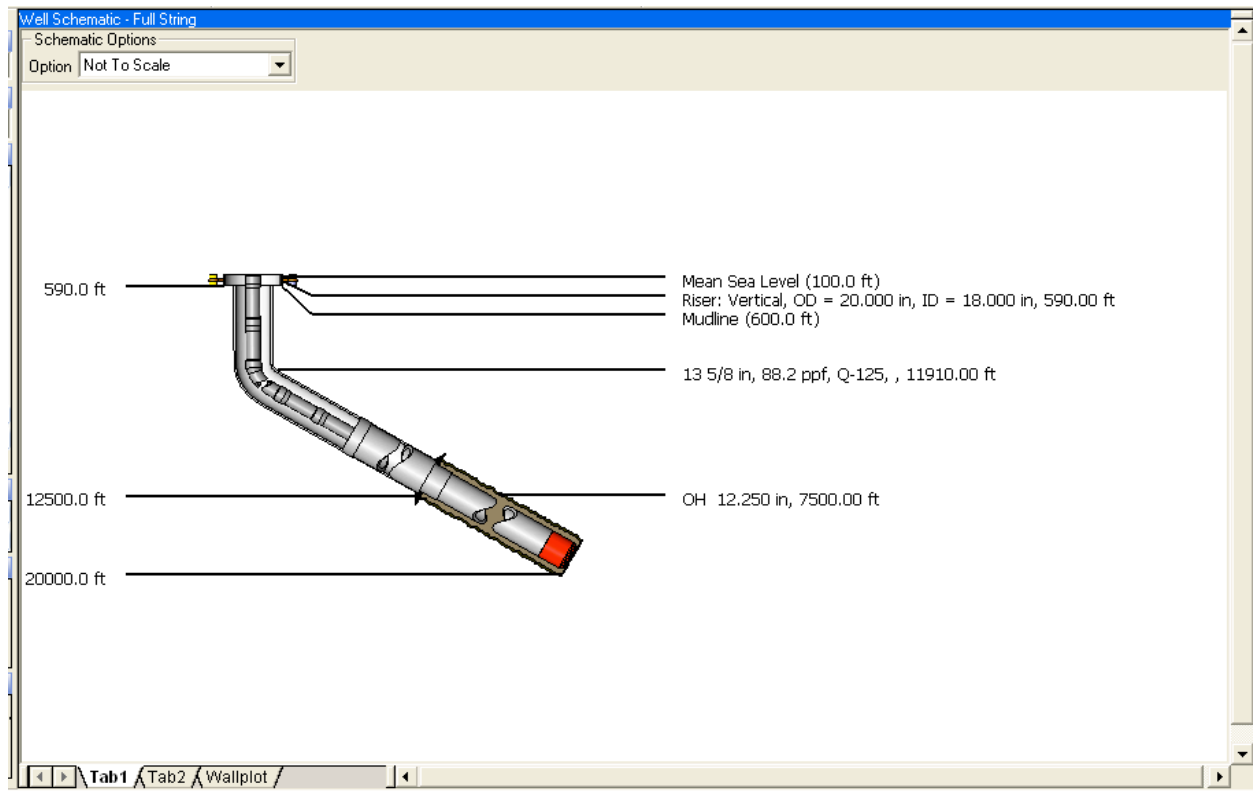 Well Schematic - Full String
Schematic Options
Option Not To Scale
590.0 ft
Mean Sea Level (100.0 ft)
Riser: Vertical, OD = 20.000 in, ID = 18.000 in, 590.00 ft
Mudline (600.0 ft)
13 5/8 in, 88.2 ppf, Q-125, , 11910.00 ft
12500.0 ft
OH 12.250 in, 7500.00 ft
20000.0 ft
Tab1 Tab2 Wallplot